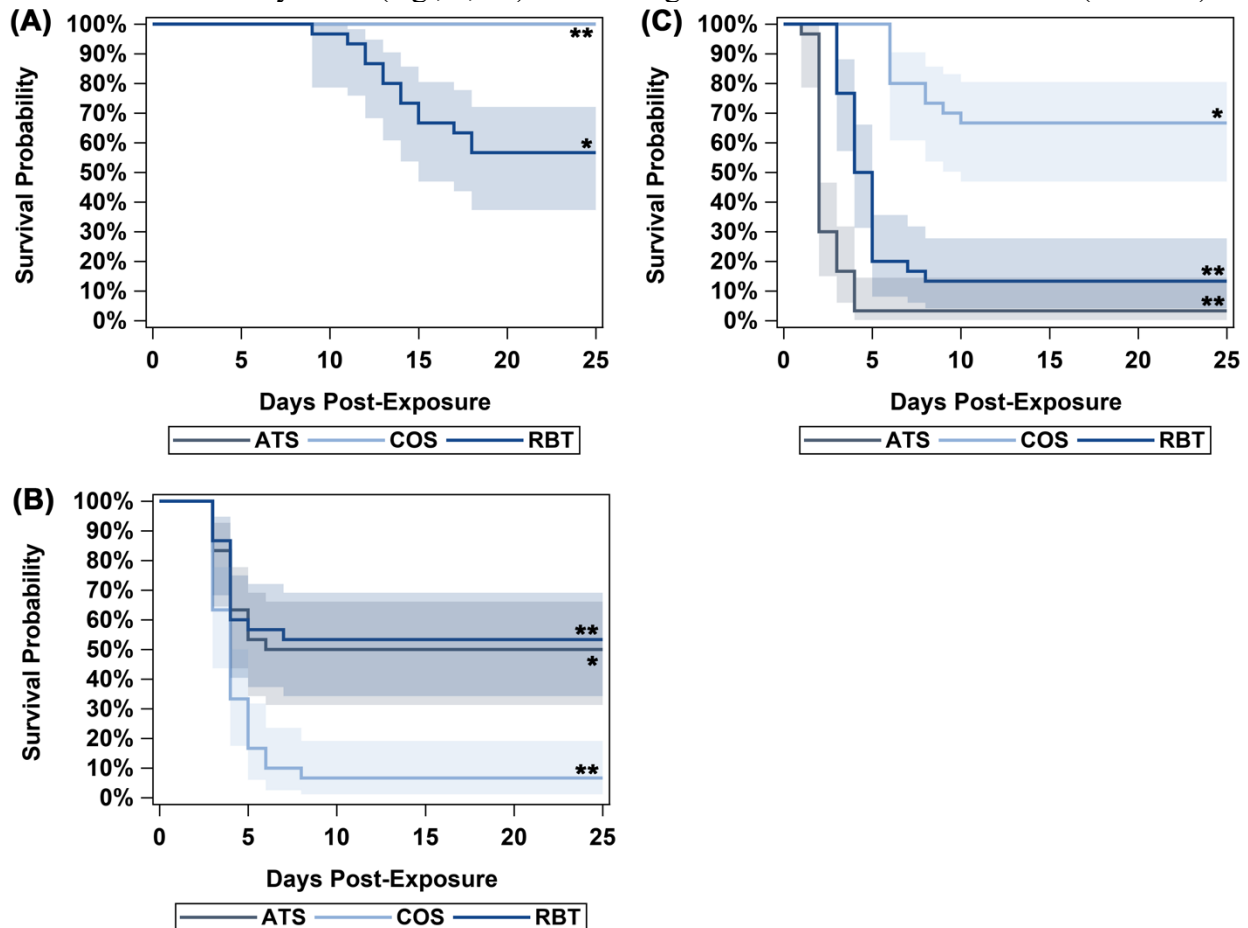 (A)
Survival Probability
100%
90%
80%
70%
60%
50%
40%
30%
20%
10%
0%
**
*
0 5 10 15 20 25
Days Post-Exposure
ATS COS RBT
(C)
Survival Probability
100%
90%
80%
70%
60%
50%
40%
30%
20%
10%
0%
*
**
**
0 5 10 15 20 25
Days Post-Exposure
ATS COS RBT
(B)
Survival Probability
100%
90%
80%
70%
60%
50%
40%
30%
20%
10%
0%
**
*
**
0 5 10 15 20 25
Days Post-Exposure
ATS COS RBT